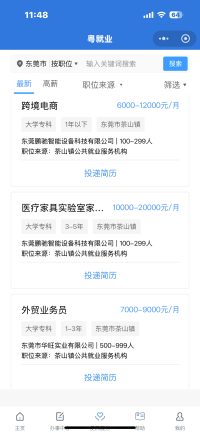 11:48
64
粤就业
东莞市 按职位 输入关键词搜索 搜索
最新 高薪 职位来源 筛选
跨境电商 6000~12000元/月
大学专科 1年以下 东莞市茶山镇
东莞鹏驰智能设备科技有限公司 | 100~299人
职位来源：茶山镇公共就业服务机构
投递简历
医疗家具实验室家... 10000~20000元/月
大学专科 3~5年 东莞市茶山镇
东莞鹏驰智能设备科技有限公司 | 100~299人
职位来源：茶山镇公共就业服务机构
投递简历
外贸业务员 7000~9000元/月
大学专科 1~3年 东莞市茶山镇
东莞市华旺实业有限公司 | 500~999人
职位来源：茶山镇公共就业服务机构
投递简历
主页 我的